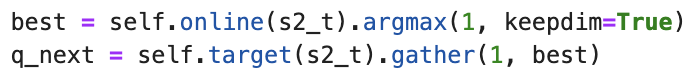 best = self.online(s2_t).argmax(1, keepdim=True)
q_next = self.target(s2_t).gather(1, best)